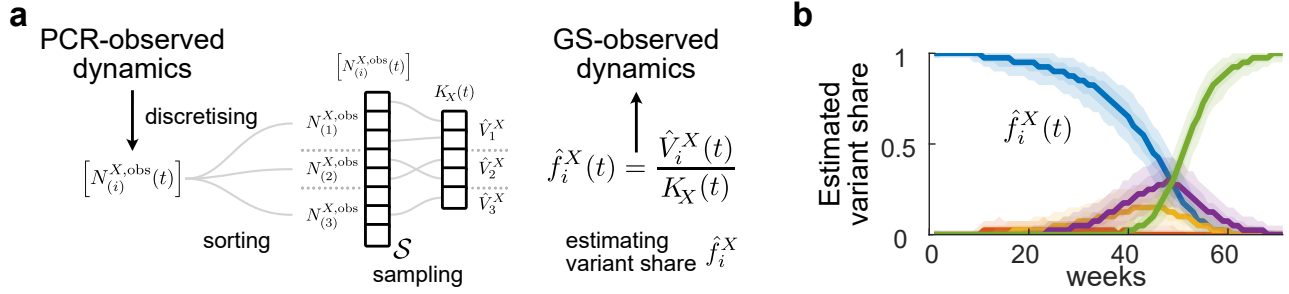 a
PCR-observed
dynamics
discretising
[N_{(i)}^{X,obs}(t)]
sorting
N_{(1)}^{X,obs}
N_{(2)}^{X,obs}
N_{(3)}^{X,obs}
[N_{(i)}^{X,obs}(t)]
K_X(t)
V̂_1^X
V̂_2^X
V̂_3^X
𝒮
sampling
GS-observed
dynamics
f̂_i^X(t) = V̂_i^X(t) / K_X(t)
estimating
variant share f̂_i^X
b
Estimated
variant share
1
0.5
0
f̂_i^X(t)
0 20 40 60
weeks